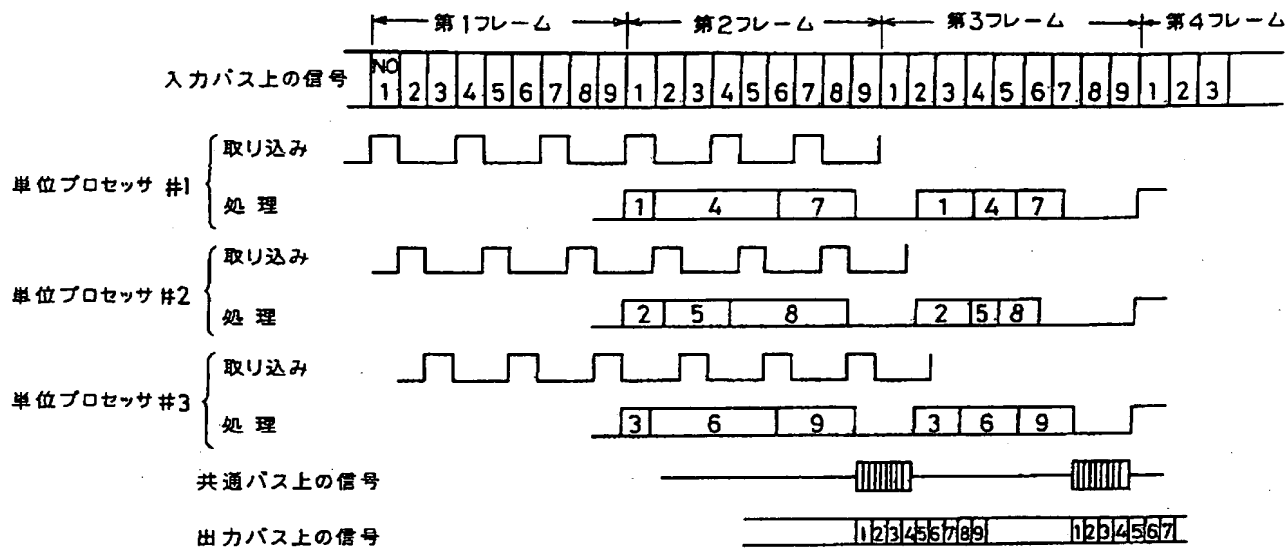 第1フレーム 第2フレーム 第3フレーム 第4フレーム
入力バス上の信号 NO 1 2 3 4 5 6 7 8 9 1 2 3 4 5 6 7 8 9 1 2 3 4 5 6 7 8 9 1 2 3
単位プロセッサ #1
取り込み
処理 1 4 7 1 4 7
単位プロセッサ #2
取り込み
処理 2 5 8 2 5 8
単位プロセッサ #3
取り込み
処理 3 6 9 3 6 9
共通バス上の信号
出力バス上の信号 1 2 3 4 5 6 7 8 9 1 2 3 4 5 6 7